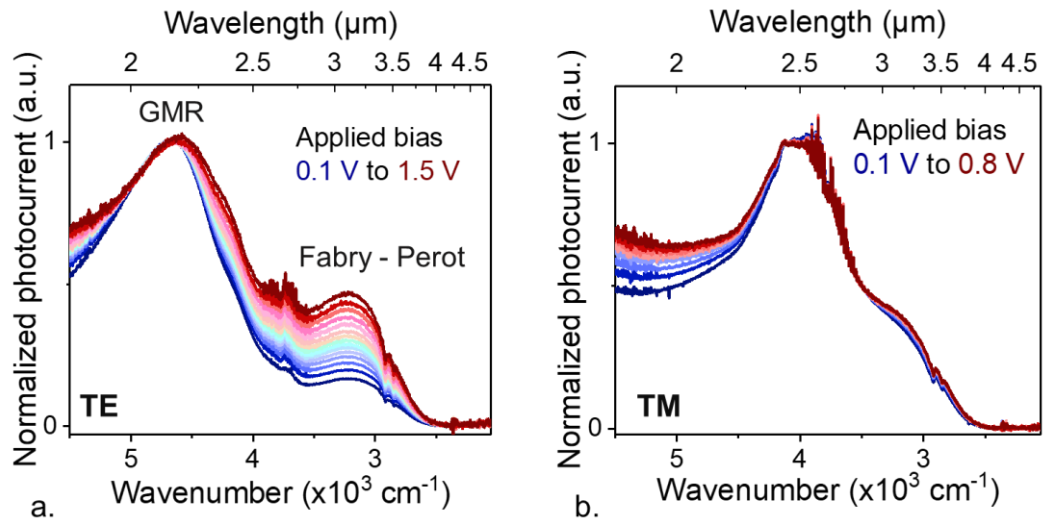 Wavelength (µm)
2 2.5 3 3.5 4 4.5
Normalized photocurrent (a.u.)
1
0
GMR
Applied bias
0.1 V to 1.5 V
Fabry - Perot
TE
5 4 3
Wavenumber (x10³ cm⁻¹)
a.
Wavelength (µm)
2 2.5 3 3.5 4 4.5
Normalized photocurrent (a.u.)
1
0
Applied bias
0.1 V to 0.8 V
TM
5 4 3
Wavenumber (x10³ cm⁻¹)
b.